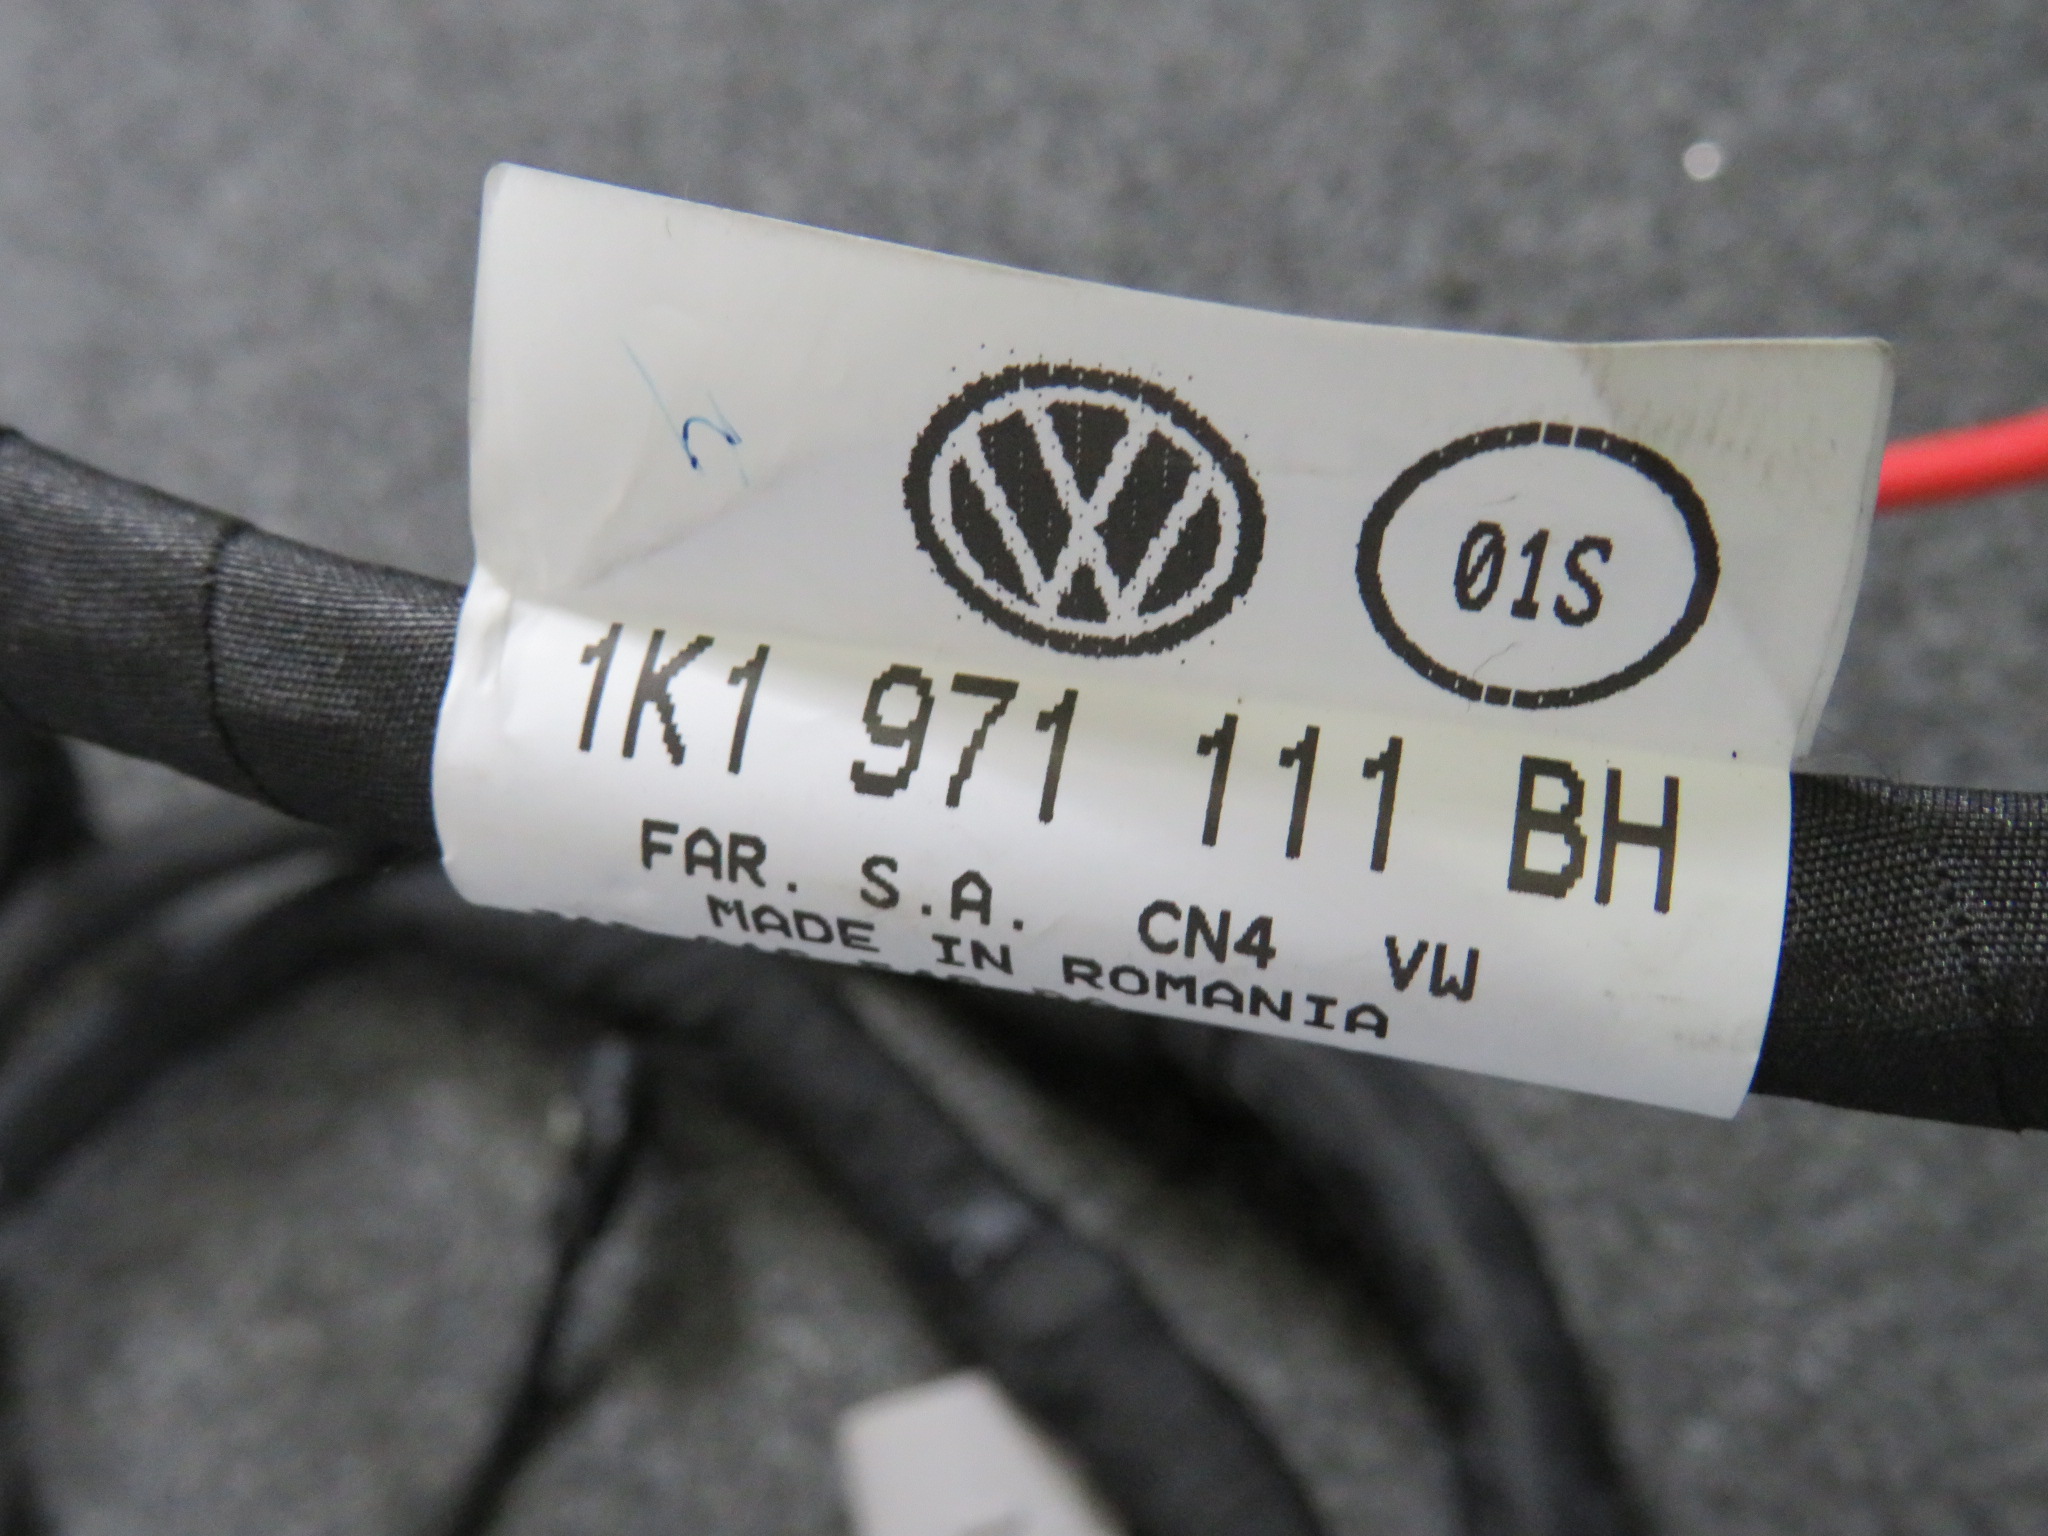 01S
1K1 971 111 BH
FAR. S.A. CN4 VW
MADE IN ROMANIA